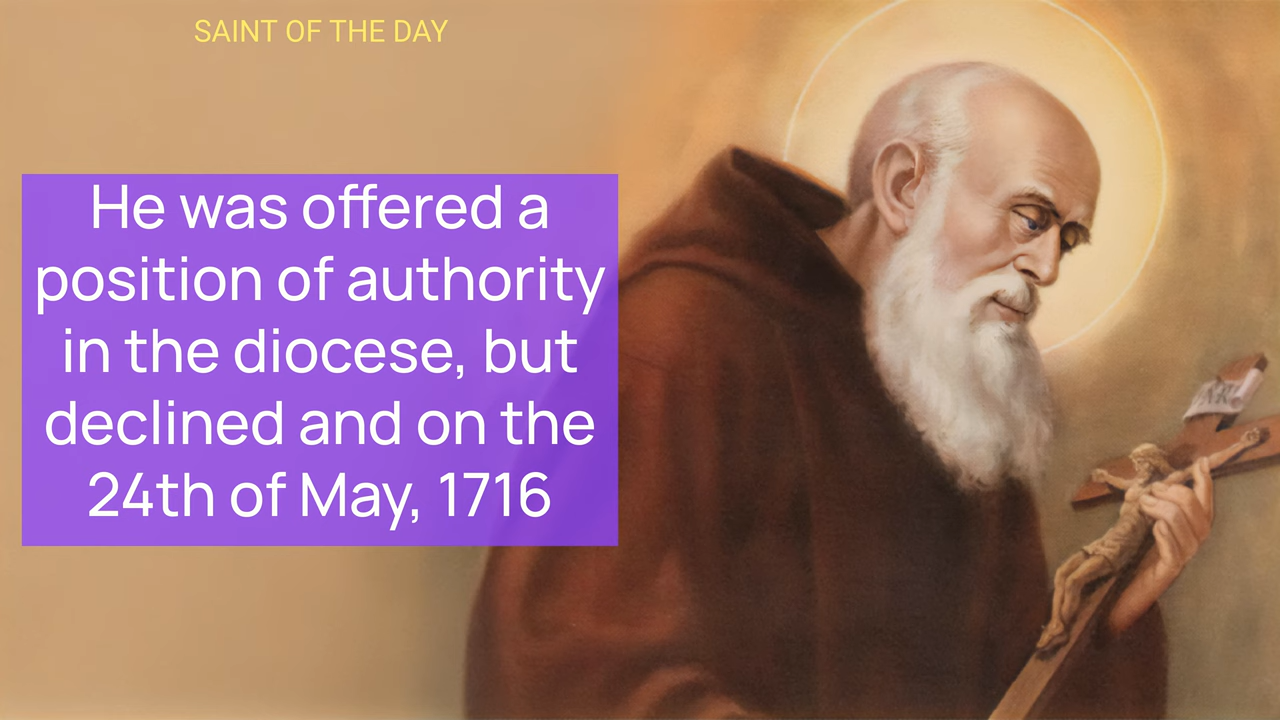 SAINT OF THE DAY
He was offered a
position of authority
in the diocese, but
declined and on the
24th of May, 1716